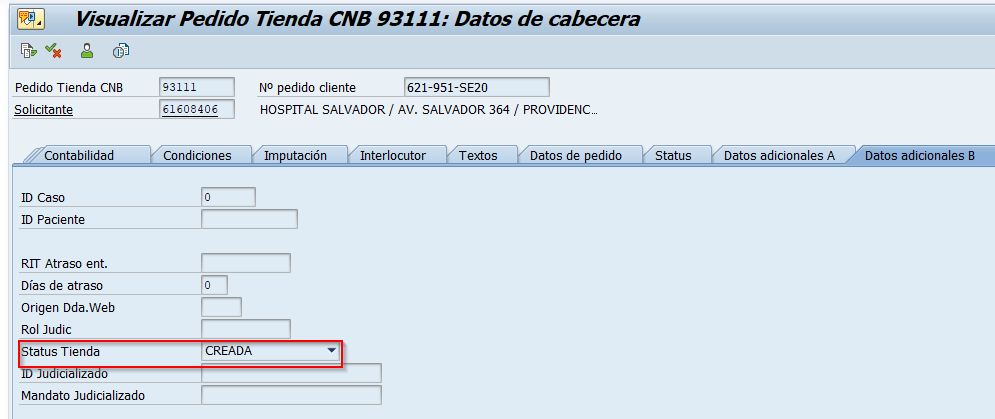 Visualizar Pedido Tienda CNB 93111: Datos de cabecera
Pedido Tienda CNB 93111 Nº pedido cliente 621-951-SE20
Solicitante 61608406 HOSPITAL SALVADOR / AV. SALVADOR 364 / PROVIDENC...
Contabilidad Condiciones Imputación Interlocutor Textos Datos de pedido Status Datos adicionales A Datos adicionales B
ID Caso 0
ID Paciente
RIT Atraso ent.
Días de atraso 0
Origen Dda.Web
Rol Judic
Status Tienda CREADA
ID Judicializado
Mandato Judicializado